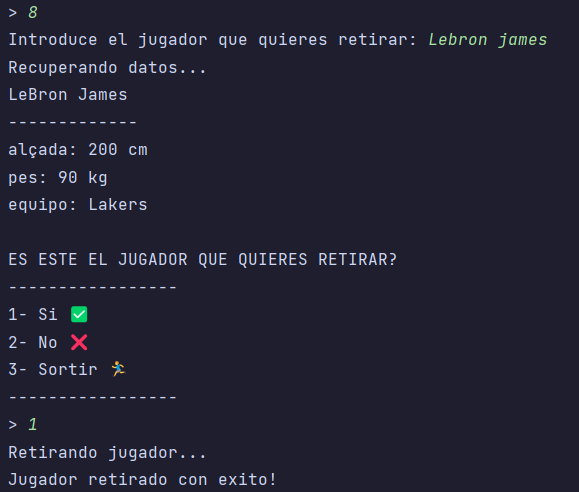 > 8
Introduce el jugador que quieres retirar: Lebron james
Recuperando datos...
LeBron James
-------------
alçada: 200 cm
pes: 90 kg
equipo: Lakers
ES ESTE EL JUGADOR QUE QUIERES RETIRAR?
-----------------
1- Si ✅
2- No ❌
3- Sortir 🏃
-----------------
> 1
Retirando jugador...
Jugador retirado con exito!